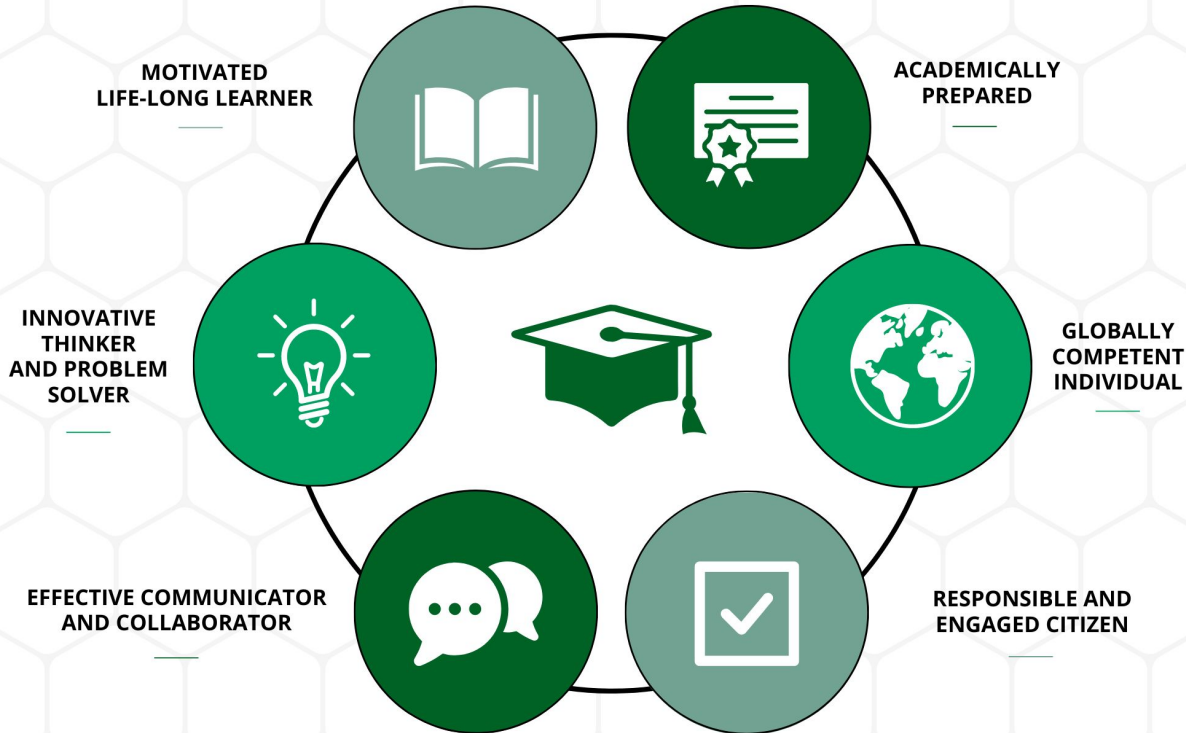 MOTIVATED
LIFE-LONG LEARNER
ACADEMICALLY
PREPARED
INNOVATIVE
THINKER
AND PROBLEM
SOLVER
GLOBALLY
COMPETENT
INDIVIDUAL
EFFECTIVE COMMUNICATOR
AND COLLABORATOR
RESPONSIBLE AND
ENGAGED CITIZEN